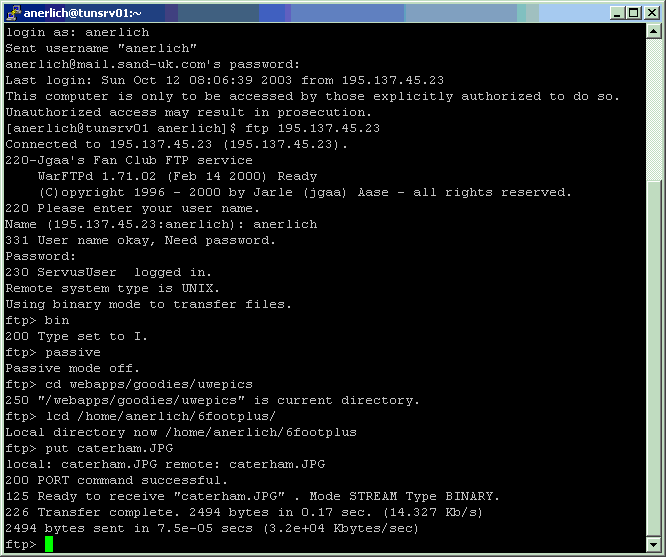 anerlich@tunsrv01:~
login as: anerlich
Sent username "anerlich"
anerlich@mail.sand-uk.com's password:
Last login: Sun Oct 12 08:06:39 2003 from 195.137.45.23
This computer is only to be accessed by those explicitly authorized to do so.
Unauthorized access may result in prosecution.
[anerlich@tunsrv01 anerlich]$ ftp 195.137.45.23
Connected to 195.137.45.23 (195.137.45.23).
220-Jgaa's Fan Club FTP service
    WarFTPd 1.71.02 (Feb 14 2000) Ready
    (C)opyright 1996 - 2000 by Jarle (jgaa) Aase - all rights reserved.
220 Please enter your user name.
Name (195.137.45.23:anerlich): anerlich
331 User name okay, Need password.
Password:
230 ServusUser  logged in.
Remote system type is UNIX.
Using binary mode to transfer files.
ftp> bin
200 Type set to I.
ftp> passive
Passive mode off.
ftp> cd webapps/goodies/uwepics
250 "/webapps/goodies/uwepics" is current directory.
ftp> lcd /home/anerlich/6footplus/
Local directory now /home/anerlich/6footplus
ftp> put caterham.JPG
local: caterham.JPG remote: caterham.JPG
200 PORT command successful.
125 Ready to receive "caterham.JPG" . Mode STREAM Type BINARY.
226 Transfer complete. 2494 bytes in 0.17 sec. (14.327 Kb/s)
2494 bytes sent in 7.5e-05 secs (3.2e+04 Kbytes/sec)
ftp>